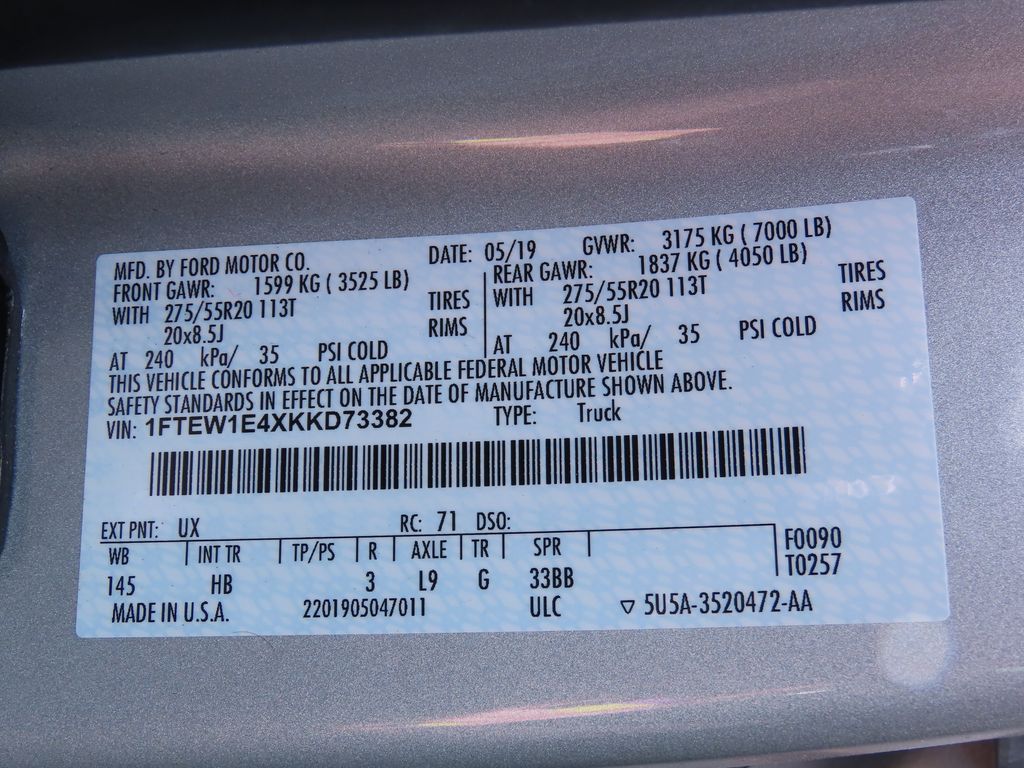 MFD. BY FORD MOTOR CO. DATE: 05/19 GVWR: 3175 KG ( 7000 LB)
FRONT GAWR: 1599 KG ( 3525 LB) REAR GAWR: 1837 KG ( 4050 LB)
WITH 275/55R20 113T TIRES WITH 275/55R20 113T TIRES
20x8.5J RIMS 20x8.5J RIMS
AT 240 kPa/ 35 PSI COLD AT 240 kPa/ 35 PSI COLD
THIS VEHICLE CONFORMS TO ALL APPLICABLE FEDERAL MOTOR VEHICLE
SAFETY STANDARDS IN EFFECT ON THE DATE OF MANUFACTURE SHOWN ABOVE.
VIN: 1FTEW1E4XKKD73382 TYPE: Truck
EXT PNT: UX RC: 71 DSO:
WB INT TR TP/PS R AXLE TR SPR F0090
145 HB 3 L9 G 33BB T0257
MADE IN U.S.A. 2201905047011 ULC ▽ 5U5A-3520472-AA